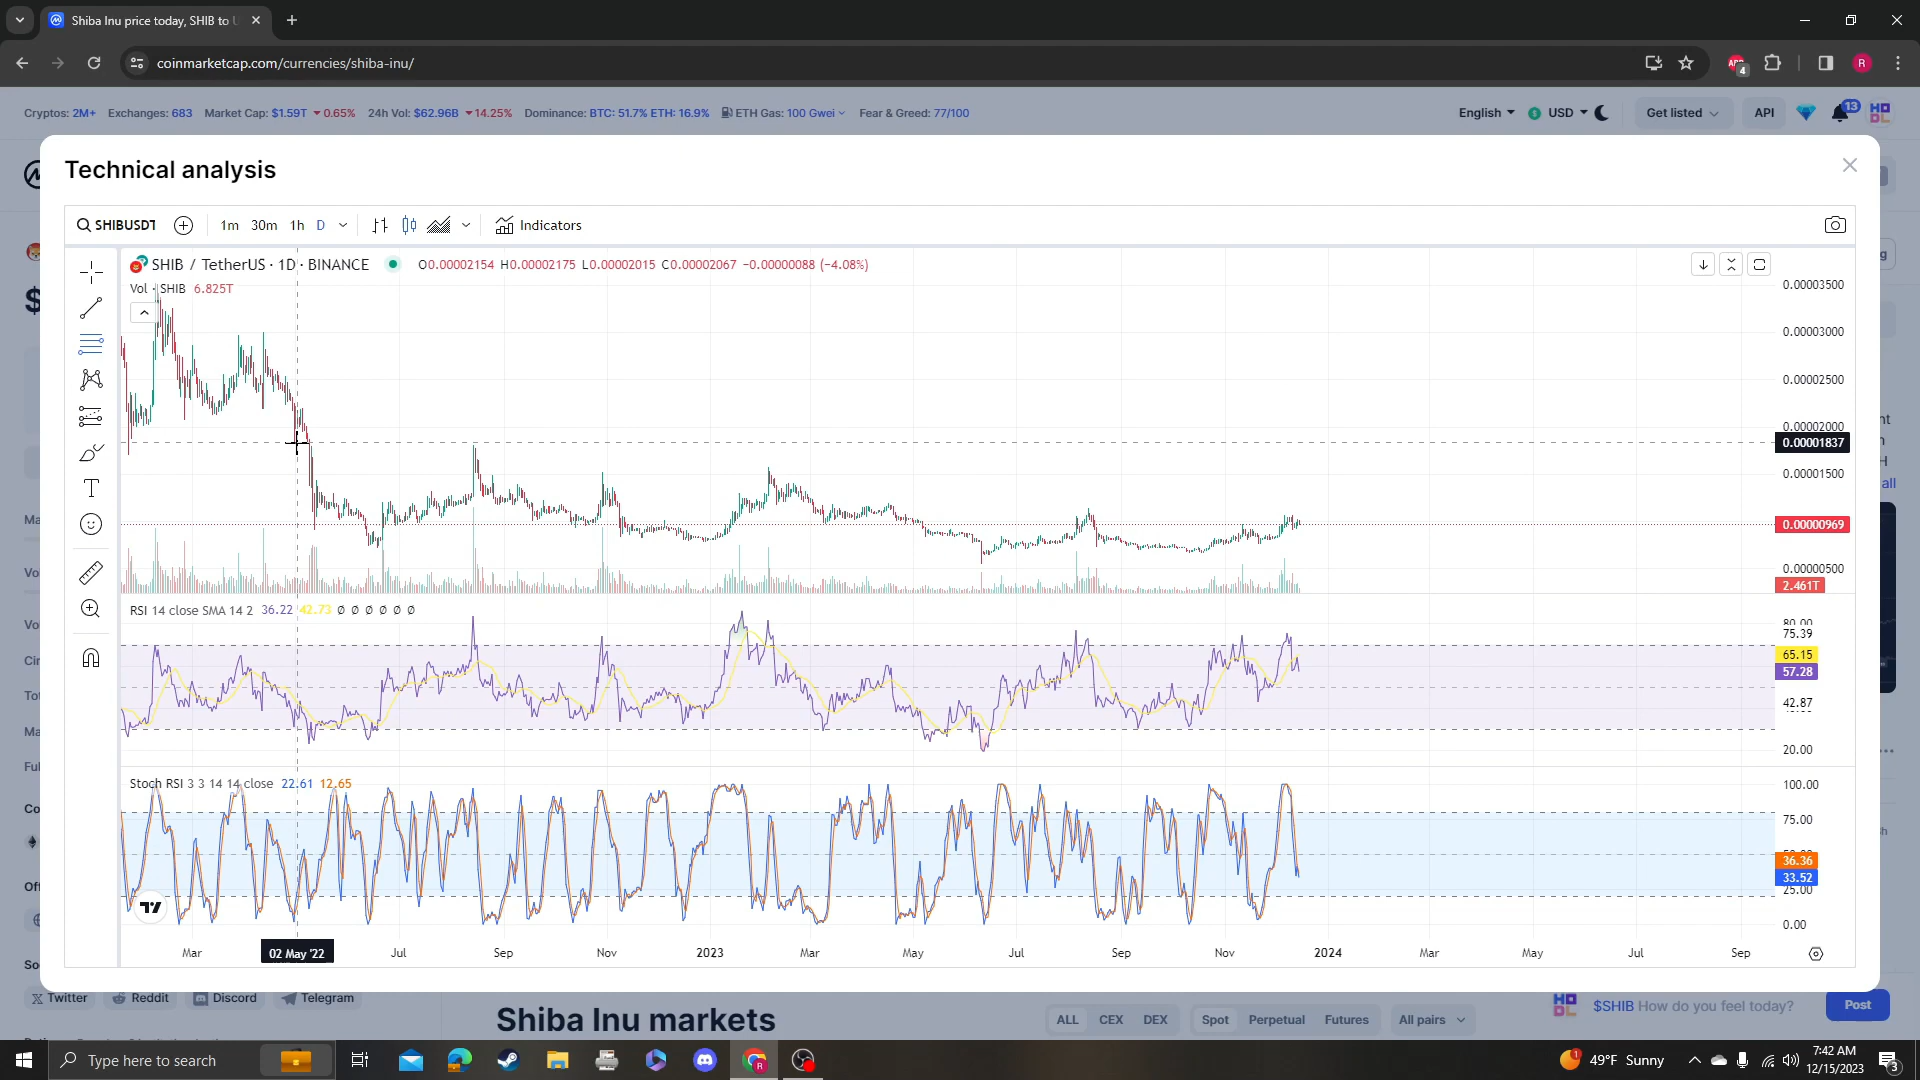 Shiba Inu price today, SHIB to U
coinmarketcap.com/currencies/shiba-inu/
4
R
Cryptos: 2M+ Exchanges: 683 Market Cap: $1.59T 0.65% 24h Vol: $62.96B 14.25% Dominance: BTC: 51.7% ETH: 16.9% ETH Gas: 100 Gwei Fear & Greed: 77/100
English USD Get listed API 13
Technical analysis
SHIBUSDT 1m 30m 1h D Indicators
SHIB / TetherUS · 1D · BINANCE O0.00002154 H0.00002175 L0.00002015 C0.00002067 −0.00000088 (−4.08%)
Vol · SHIB 6.825T
0.00003500
0.00003000
0.00002500
0.00002000
0.00001837
0.00001500
0.00000969
0.00000500
2.461T
RSI 14 close SMA 14 2 36.22 42.73 Ø Ø Ø Ø Ø Ø
80.00
75.39
65.15
57.28
42.87
20.00
Stoch RSI 3 3 14 14 close 22.61 12.65
100.00
75.00
36.36
33.52
25.00
0.00
Mar 02 May '22 Jul Sep Nov 2023 Mar May Jul Sep Nov 2024 Mar May Jul Sep
Twitter Reddit Discord Telegram
Shiba Inu markets
ALL CEX DEX Spot Perpetual Futures All pairs
$SHIB How do you feel today? Post
Type here to search
49°F Sunny
7:42 AM
12/15/2023
3